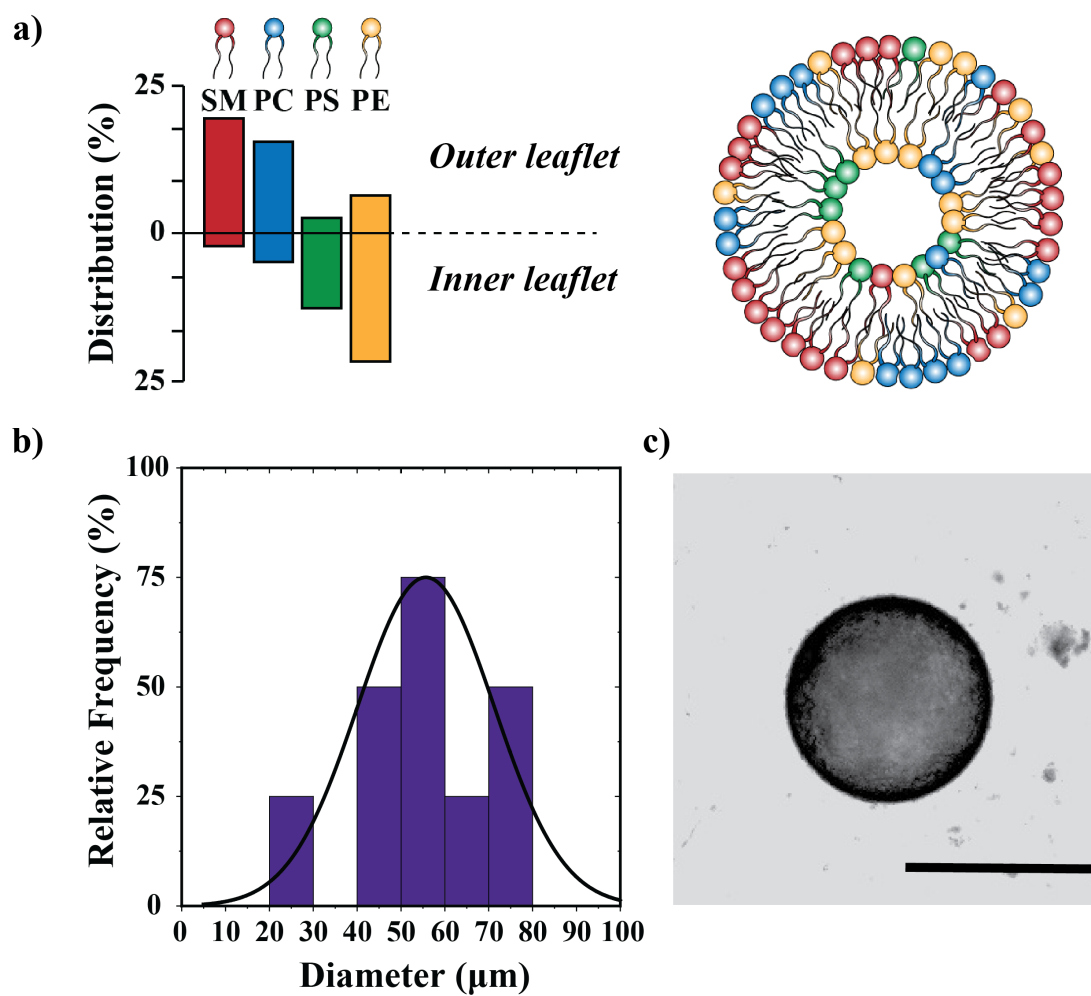 a)
SM PC PS PE
25
0
25
Distribution (%)
Outer leaflet
Inner leaflet
b)
100
75
50
25
0
Relative Frequency (%)
0 10 20 30 40 50 60 70 80 90 100
Diameter (μm)
c)